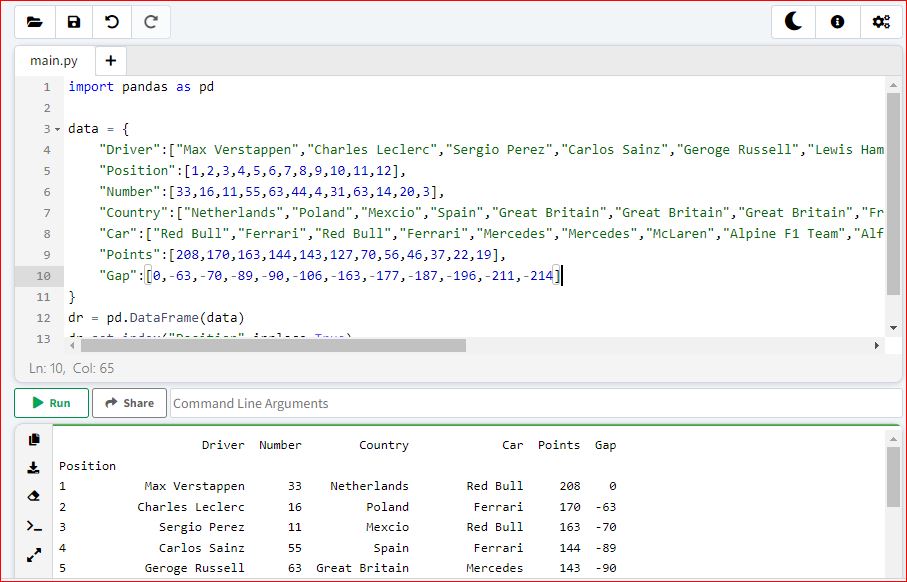 main.py +
1 import pandas as pd
2
3 data = {
4 "Driver":["Max Verstappen","Charles Leclerc","Sergio Perez","Carlos Sainz","Geroge Russell","Lewis Ham
5 "Position":[1,2,3,4,5,6,7,8,9,10,11,12],
6 "Number":[33,16,11,55,63,44,4,31,63,14,20,3],
7 "Country":["Netherlands","Poland","Mexcio","Spain","Great Britain","Great Britain","Great Britain","Fr
8 "Car":["Red Bull","Ferrari","Red Bull","Ferrari","Mercedes","Mercedes","McLaren","Alpine F1 Team","Alf
9 "Points":[208,170,163,144,143,127,70,56,46,37,22,19],
10 "Gap":[0,-63,-70,-89,-90,-106,-163,-177,-187,-196,-211,-214]
11 }
12 dr = pd.DataFrame(data)
13 dr.set_index("Position",inplace=True)
Ln: 10, Col: 65
Run Share Command Line Arguments
Driver Number Country Car Points Gap
Position
1 Max Verstappen 33 Netherlands Red Bull 208 0
2 Charles Leclerc 16 Poland Ferrari 170 -63
3 Sergio Perez 11 Mexcio Red Bull 163 -70
4 Carlos Sainz 55 Spain Ferrari 144 -89
5 Geroge Russell 63 Great Britain Mercedes 143 -90